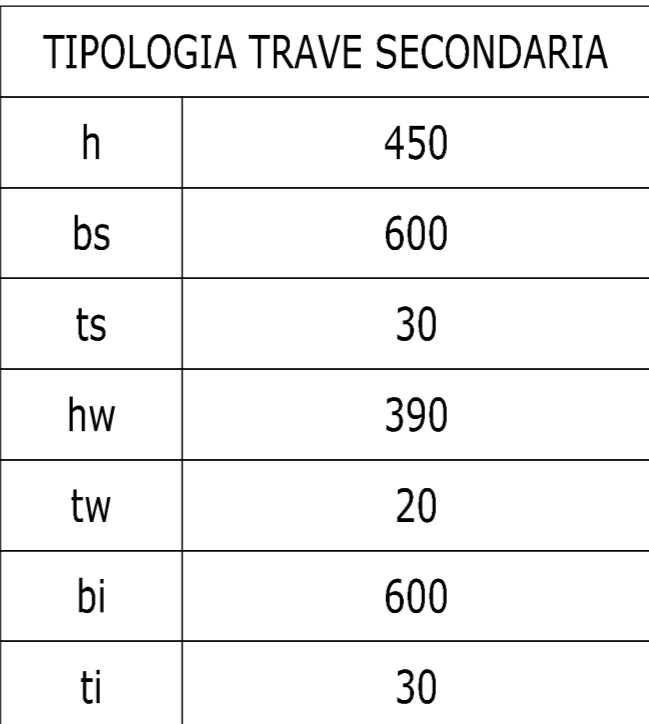 TIPOLOGIA TRAVE SECONDARIA
h 450
bs 600
ts 30
hw 390
tw 20
bi 600
ti 30